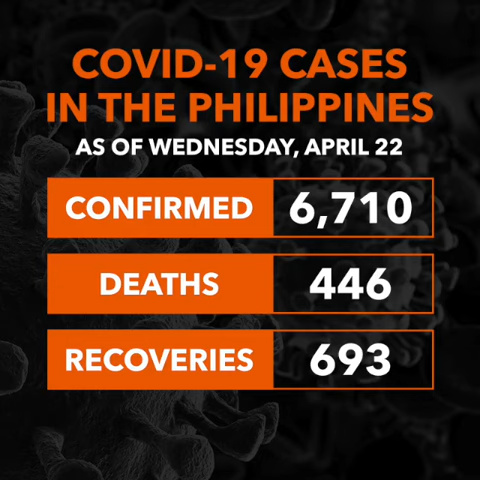 COVID-19 CASES
IN THE PHILIPPINES
AS OF WEDNESDAY, APRIL 22
CONFIRMED 6,710
DEATHS 446
RECOVERIES 693